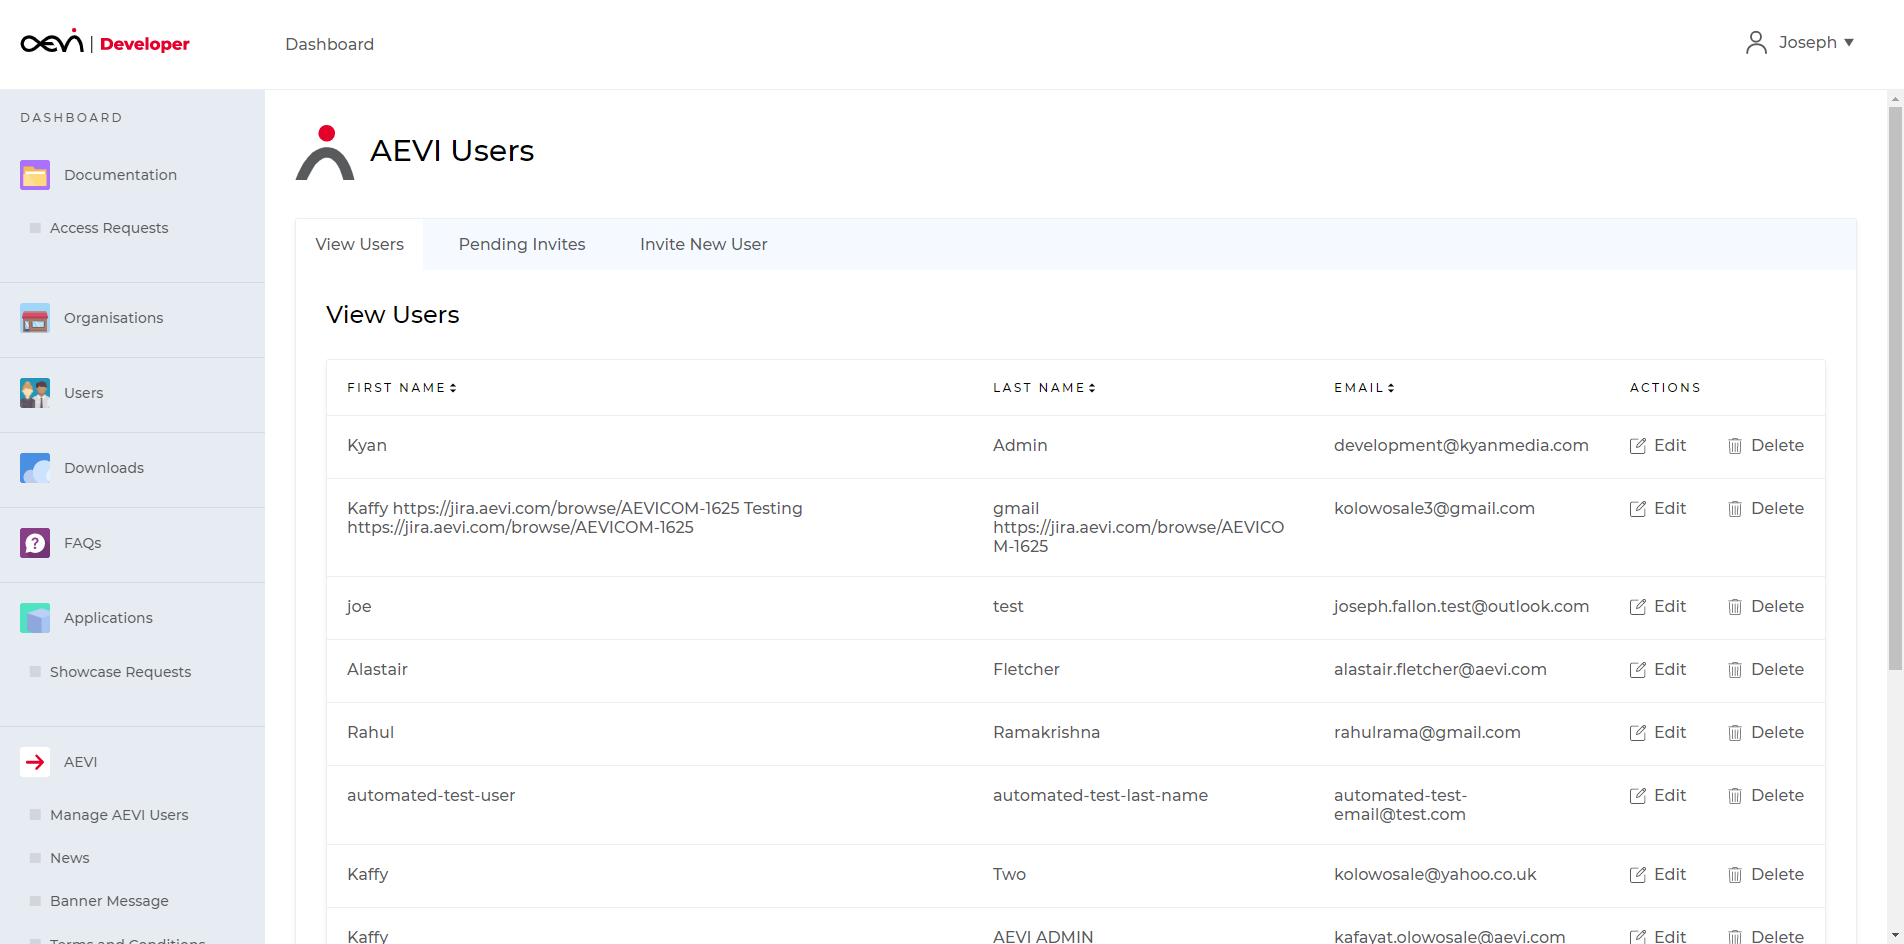 aevi | Developer
Dashboard
Joseph ▼
DASHBOARD
Documentation
Access Requests
Organisations
Users
Downloads
FAQs
Applications
Showcase Requests
AEVI
Manage AEVI Users
News
Banner Message
Terms and Conditions
AEVI Users
View Users Pending Invites Invite New User
View Users
FIRST NAME LAST NAME EMAIL ACTIONS
Kyan Admin development@kyanmedia.com Edit Delete
Kaffy https://jira.aevi.com/browse/AEVICOM-1625 Testing gmail kolowosale3@gmail.com Edit Delete
https://jira.aevi.com/browse/AEVICOM-1625 https://jira.aevi.com/browse/AEVICO
M-1625
joe test joseph.fallon.test@outlook.com Edit Delete
Alastair Fletcher alastair.fletcher@aevi.com Edit Delete
Rahul Ramakrishna rahulrama@gmail.com Edit Delete
automated-test-user automated-test-last-name automated-test- Edit Delete
email@test.com
Kaffy Two kolowosale@yahoo.co.uk Edit Delete
Kaffy AEVI ADMIN kafayat.olowosale@aevi.com Edit Delete